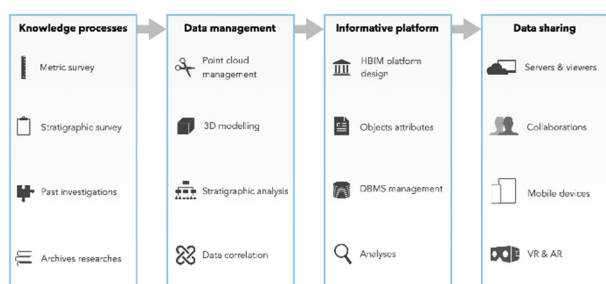 Knowledge processes
Metric survey
Stratigraphic survey
Past investigations
Archives researches
Data management
Point cloud
management
3D modelling
Stratigraphic analysis
Data correlation
Informative platform
HBIM platform
design
Objects attributes
DBMS management
Analyses
Data sharing
Servers & viewers
Collaborations
Mobile devices
VR & AR